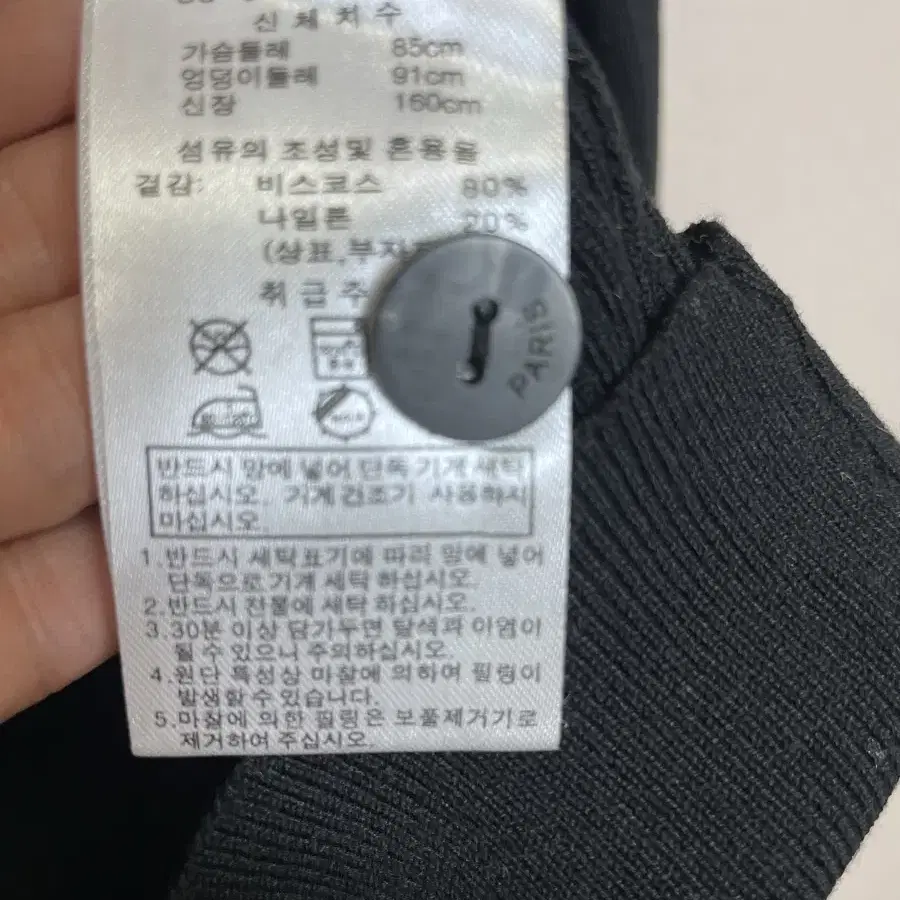 신 체 치 수
가슴둘레 85cm
엉덩이둘레 91cm
신장 160cm
섬유의 조성및 혼용율
겉감: 비스코스 80%
나일론 20%
(상표,부자
취 급 주
PARIS
반드시 망에 넣어 단독 기계 세탁
하십시오. 기계 건조기 사용하지
마십시오.
1.반드시 세탁표기에 따라 망에 넣어
단독으로 기계 세탁 하십시오.
2.반드시 찬물에 세탁 하십시오.
3.30분 이상 담기두면 탈색과 이염이
될 수 있으니 주의하십시오.
4.원단 특성상 마찰에 의하여 필링이
발생할 수 있습니다.
5.마찰에 의한 필링은 보풀제거기로
제거하여 주십시오.